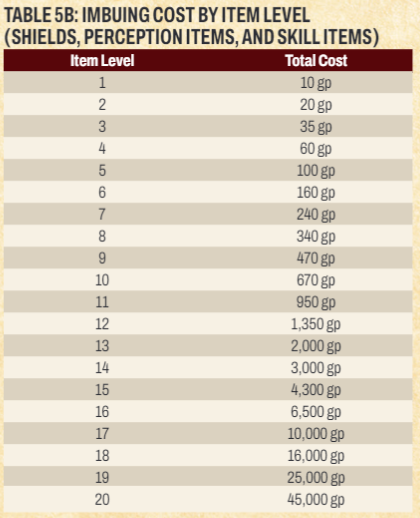 TABLE 5B: IMBUING COST BY ITEM LEVEL
(SHIELDS, PERCEPTION ITEMS, AND SKILL ITEMS)
Item Level Total Cost
1 10 gp
2 20 gp
3 35 gp
4 60 gp
5 100 gp
6 160 gp
7 240 gp
8 340 gp
9 470 gp
10 670 gp
11 950 gp
12 1,350 gp
13 2,000 gp
14 3,000 gp
15 4,300 gp
16 6,500 gp
17 10,000 gp
18 16,000 gp
19 25,000 gp
20 45,000 gp